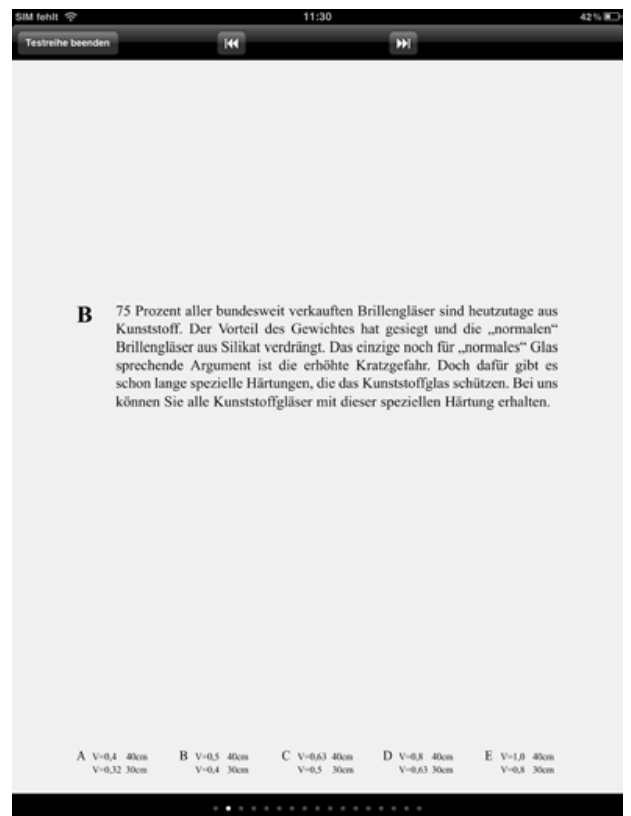 SIM fehlt 11:30 42 %
Testreihe beenden
B 75 Prozent aller bundesweit verkauften Brillengläser sind heutzutage aus
Kunststoff. Der Vorteil des Gewichtes hat gesiegt und die „normalen“
Brillengläser aus Silikat verdrängt. Das einzige noch für „normales“ Glas
sprechende Argument ist die erhöhte Kratzgefahr. Doch dafür gibt es
schon lange spezielle Härtungen, die das Kunststoffglas schützen. Bei uns
können Sie alle Kunststoffgläser mit dieser speziellen Härtung erhalten.
A V=0,4 40cm B V=0,5 40cm C V=0,63 40cm D V=0,8 40cm E V=1,0 40cm
V=0,32 30cm V=0,4 30cm V=0,5 30cm V=0,63 30cm V=0,8 30cm